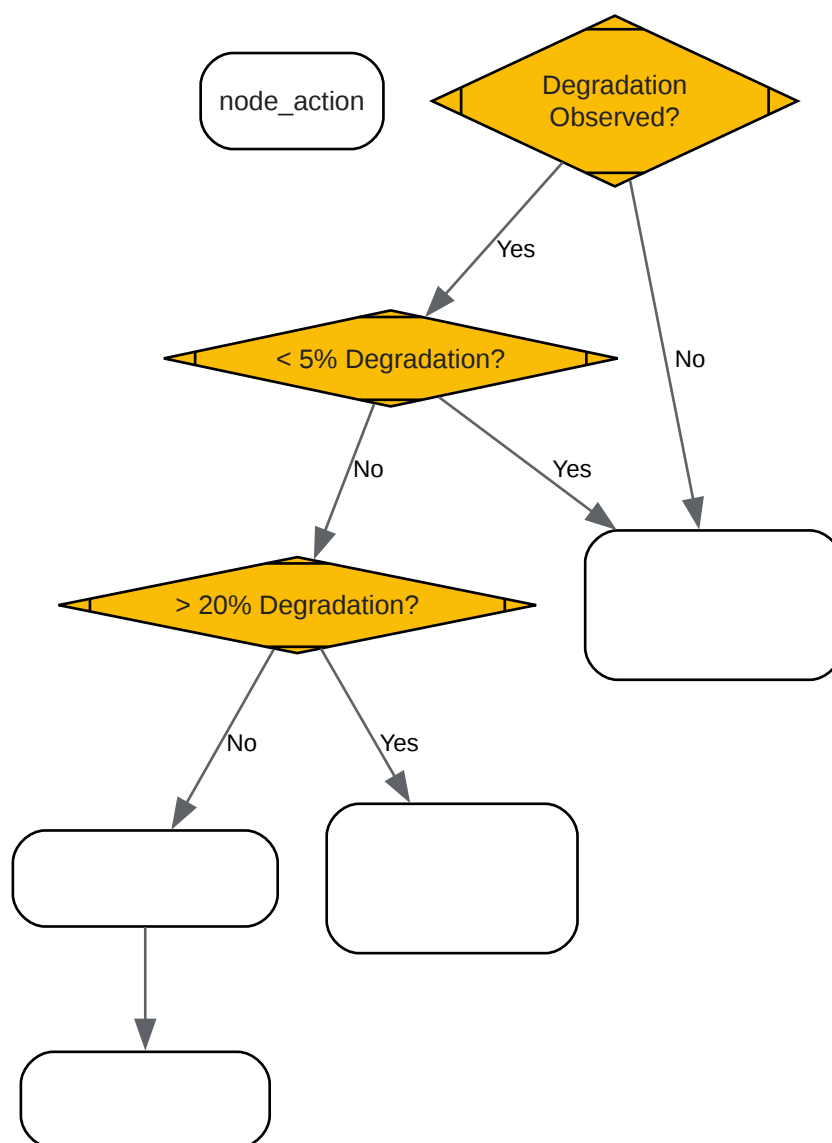 node_action
Degradation
Observed?
Yes
< 5% Degradation?
No
No
Yes
> 20% Degradation?
No
Yes